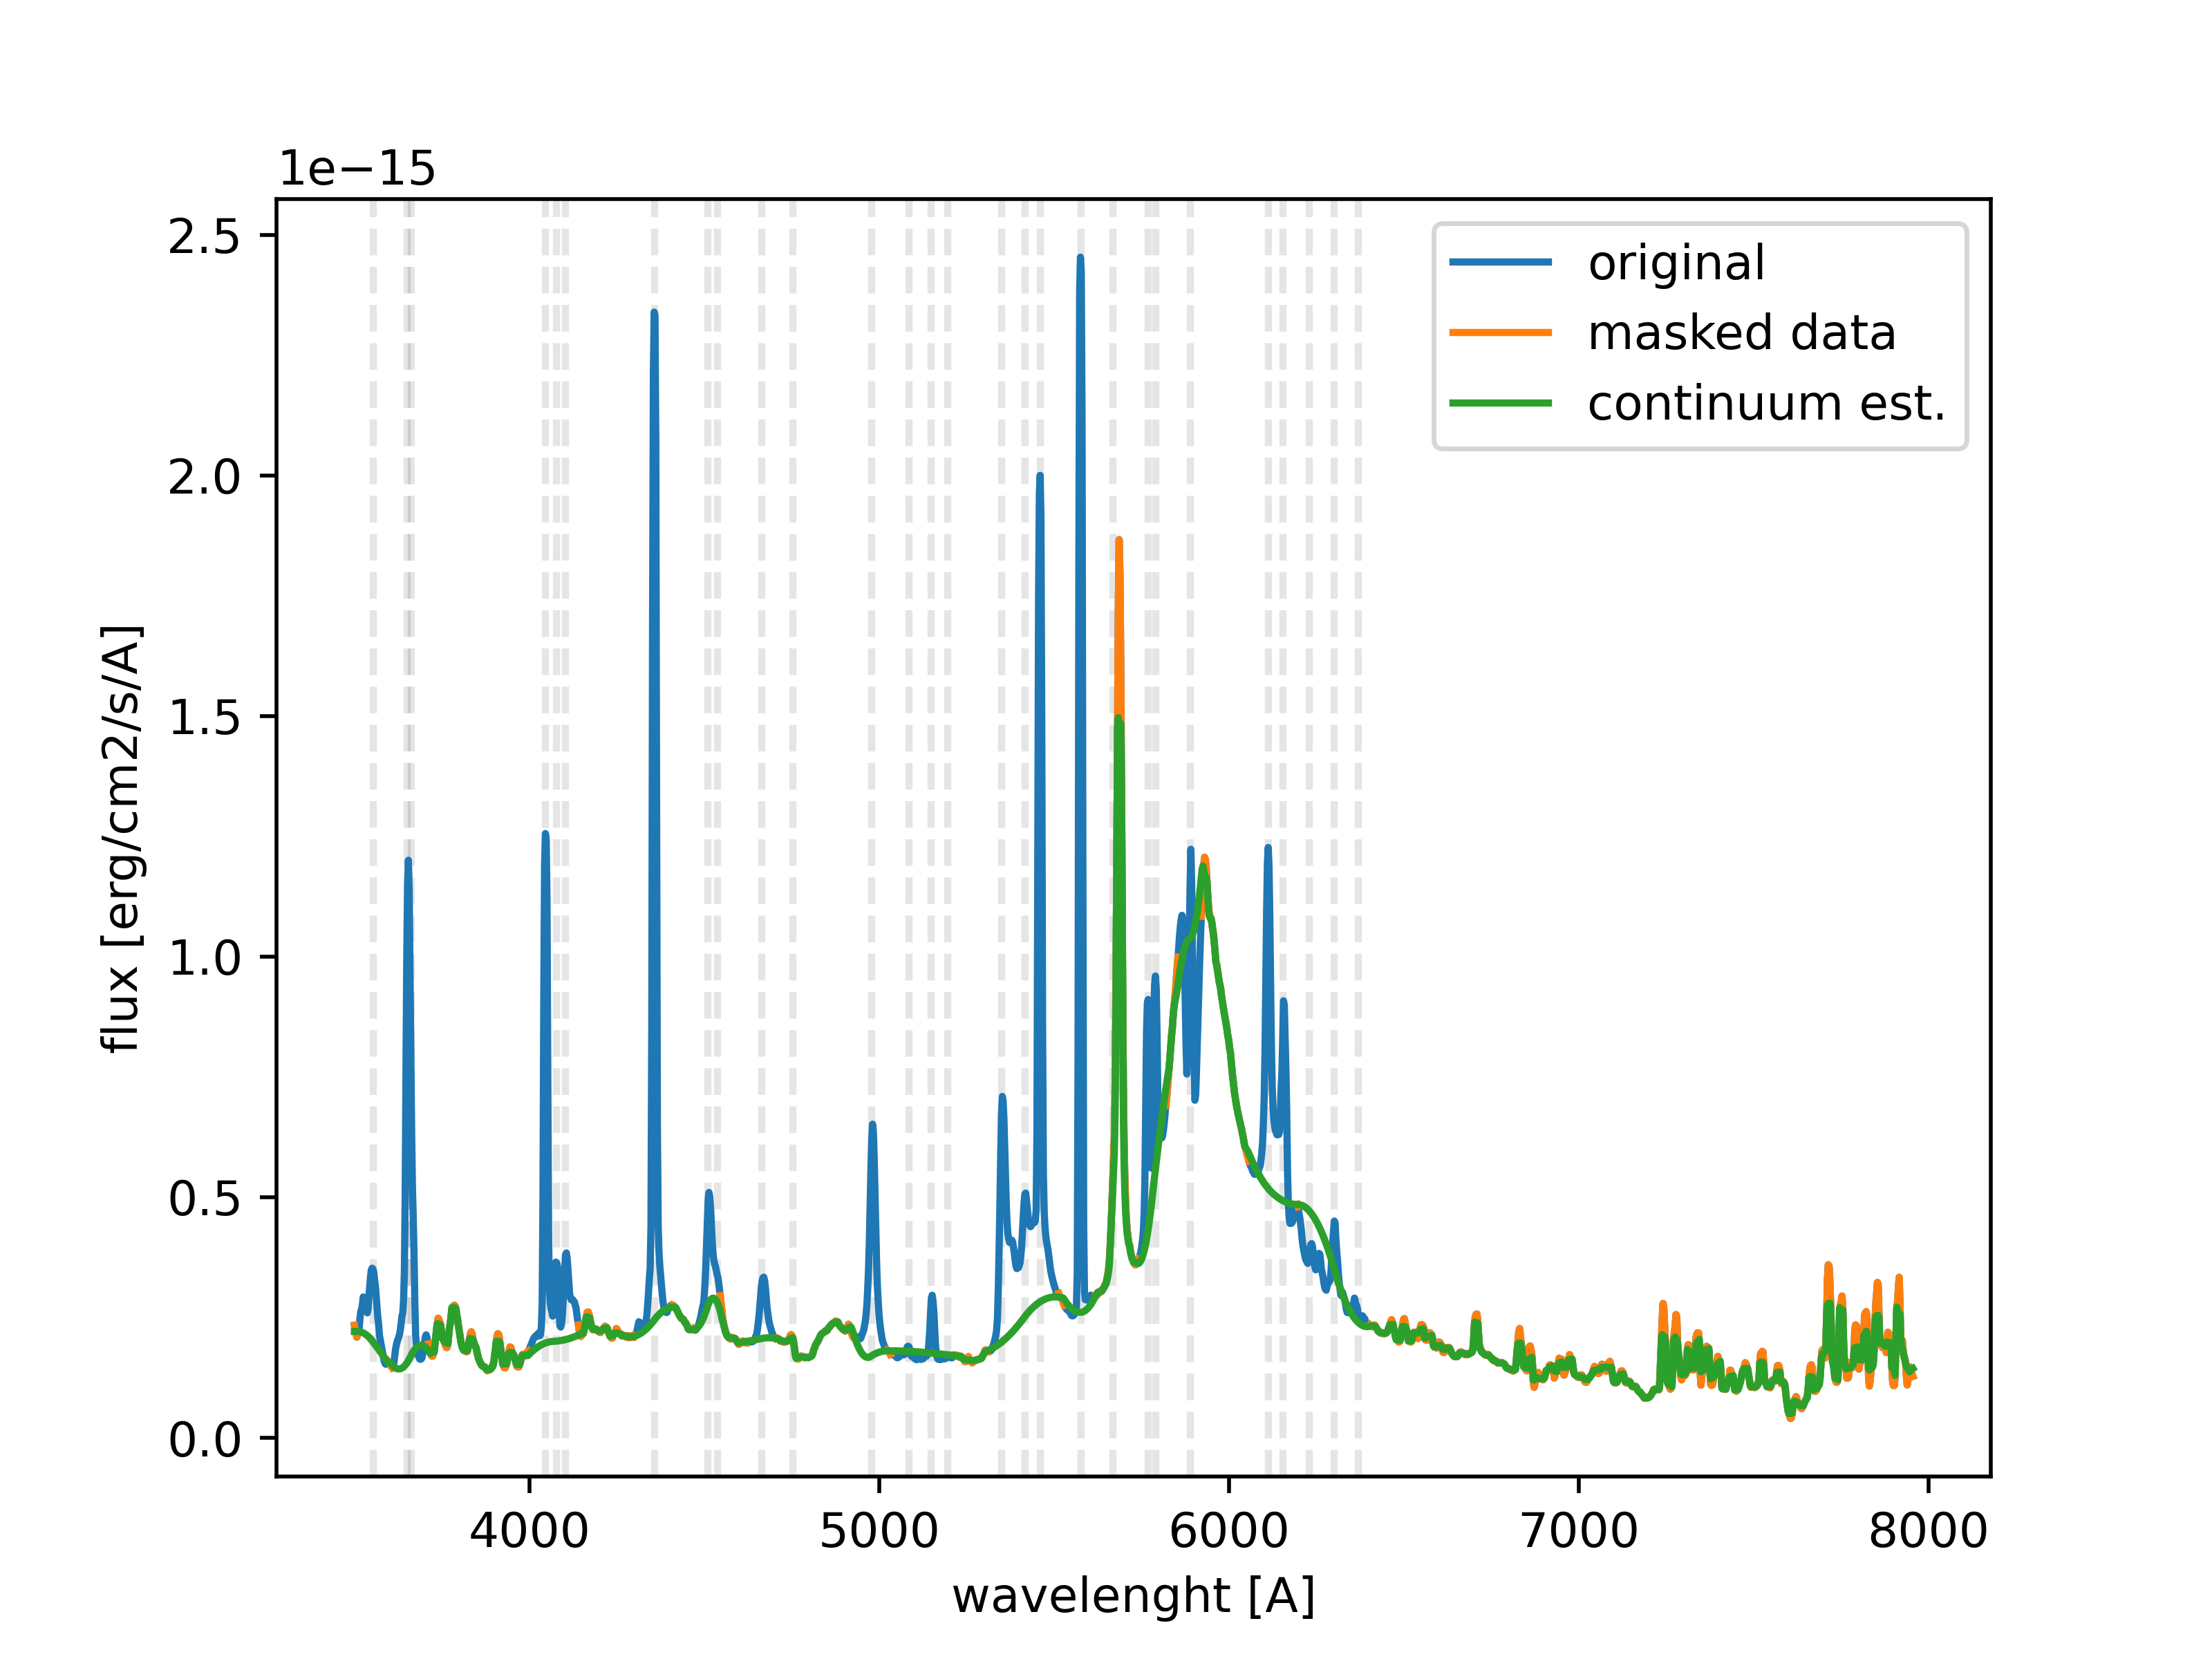 1e−15
2.5
2.0
1.5
1.0
0.5
0.0
flux [erg/cm2/s/A]
original
masked data
continuum est.
4000 5000 6000 7000 8000
wavelenght [A]